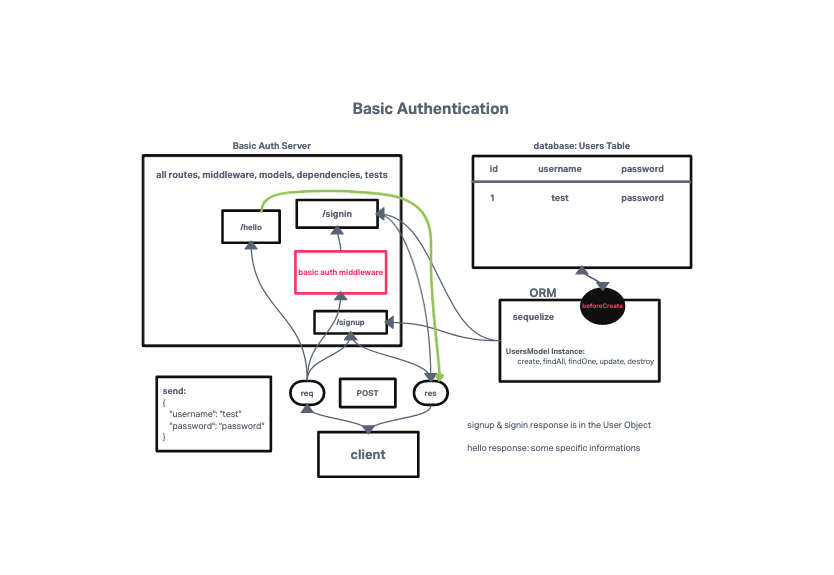 Basic Authentication
Basic Auth Server
all routes, middleware, models, dependencies, tests
/hello
/signin
basic auth middleware
/signup
database: Users Table
id username password
1 test password
ORM
beforeCreate
sequelize
UsersModel Instance:
create, findAll, findOne, update, destroy
send:
{
"username": "test"
"password": "password"
}
req
POST
res
client
signup & signin response is in the User Object
hello response: some specific informations